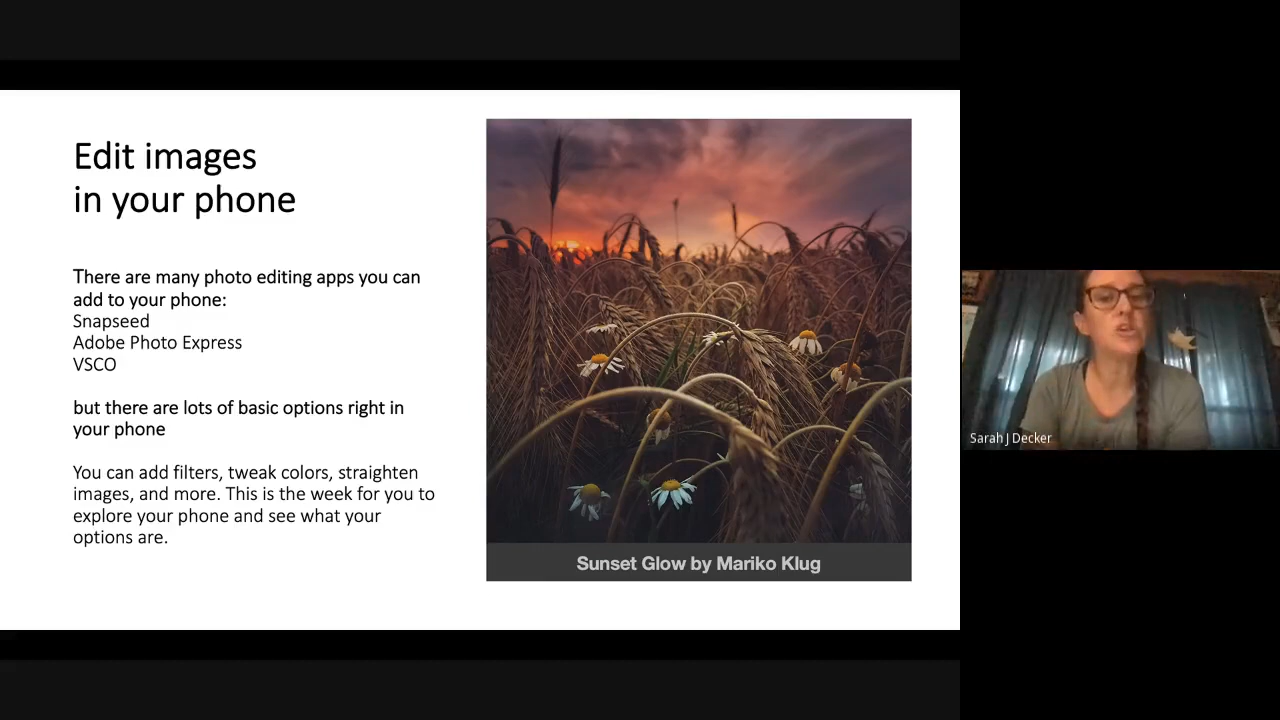 Edit images
in your phone
There are many photo editing apps you can
add to your phone:
Snapseed
Adobe Photo Express
VSCO
but there are lots of basic options right in
your phone
You can add filters, tweak colors, straighten
images, and more. This is the week for you to
explore your phone and see what your
options are.
Sunset Glow by Mariko Klug
Sarah J Decker